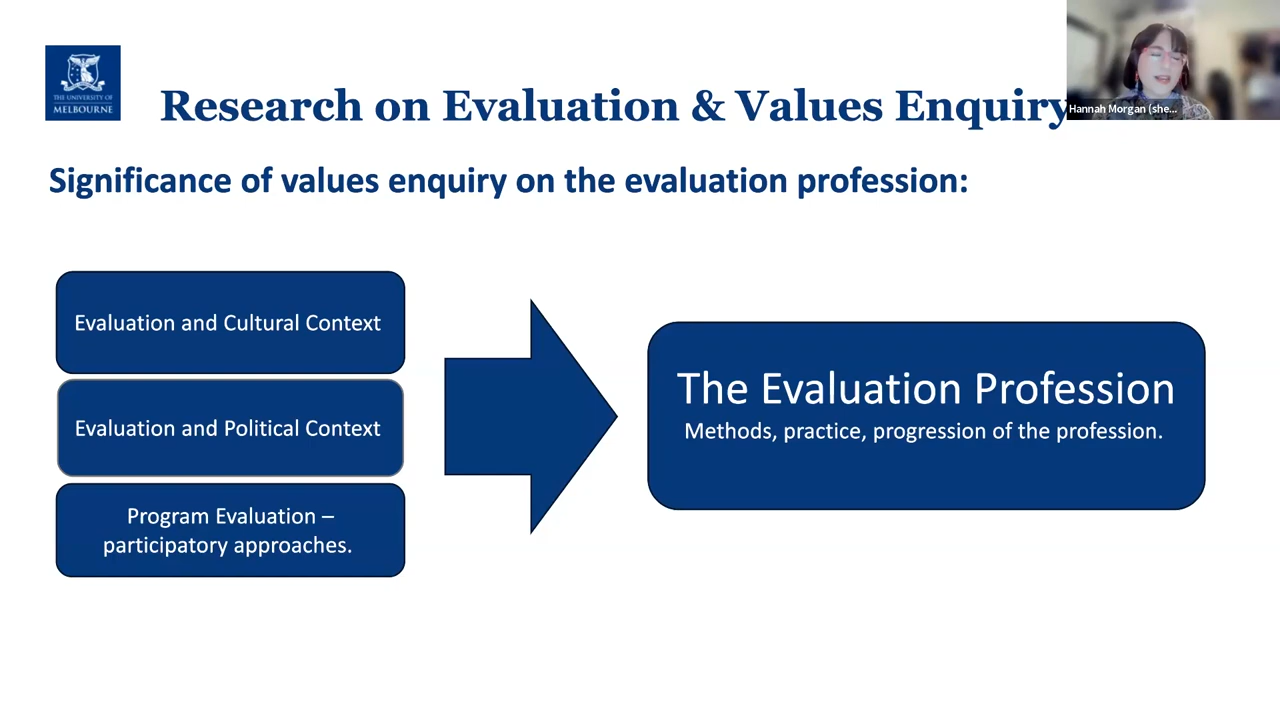 THE UNIVERSITY OF
MELBOURNE
Research on Evaluation & Values Enquiry
Hannah Morgan (she...
Significance of values enquiry on the evaluation profession:
Evaluation and Cultural Context
Evaluation and Political Context
Program Evaluation –
participatory approaches.
The Evaluation Profession
Methods, practice, progression of the profession.